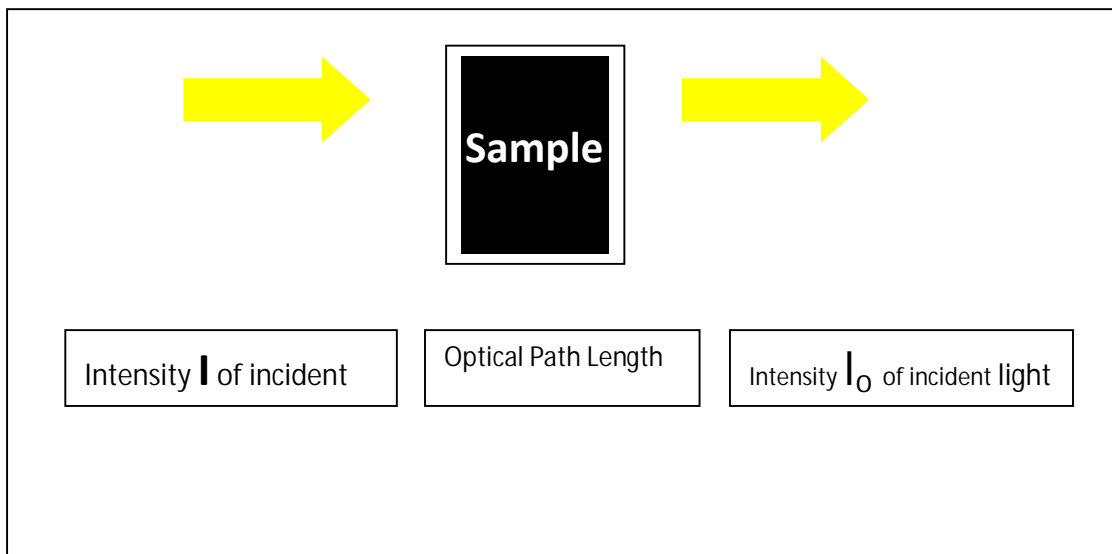 Sample
Intensity I of incident
Optical Path Length
Intensity Io of incident light